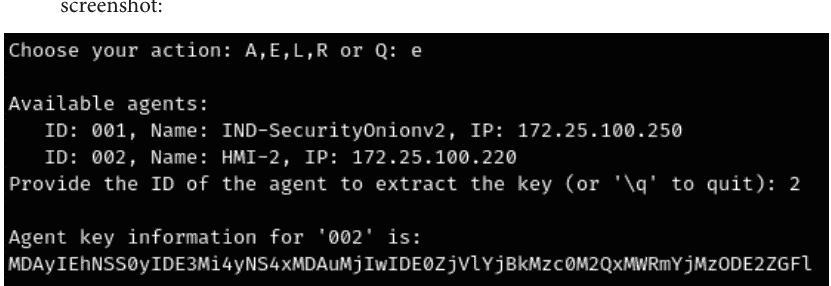 screenshot:
Choose your action: A,E,L,R or Q: e
Available agents:
ID: 001, Name: IND-SecurityOnionv2, IP: 172.25.100.250
ID: 002, Name: HMI-2, IP: 172.25.100.220
Provide the ID of the agent to extract the key (or '\q' to quit): 2
Agent key information for '002' is:
MDAyIEhNSS0yIDE3Mi4yNS4xMDAuMjIwIDE0ZjVlYjBkMzc0M2QxMWRmYjMzODE2ZGFl